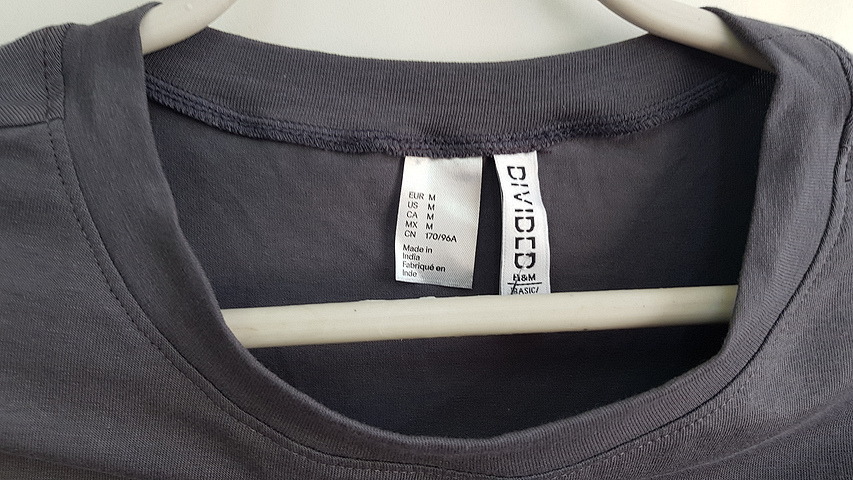 EUR M
US M
CA M
MX M
CN 170/96A
Made in
India
Fabriqué en
Inde
DIVIDED
H&M
BASIC/